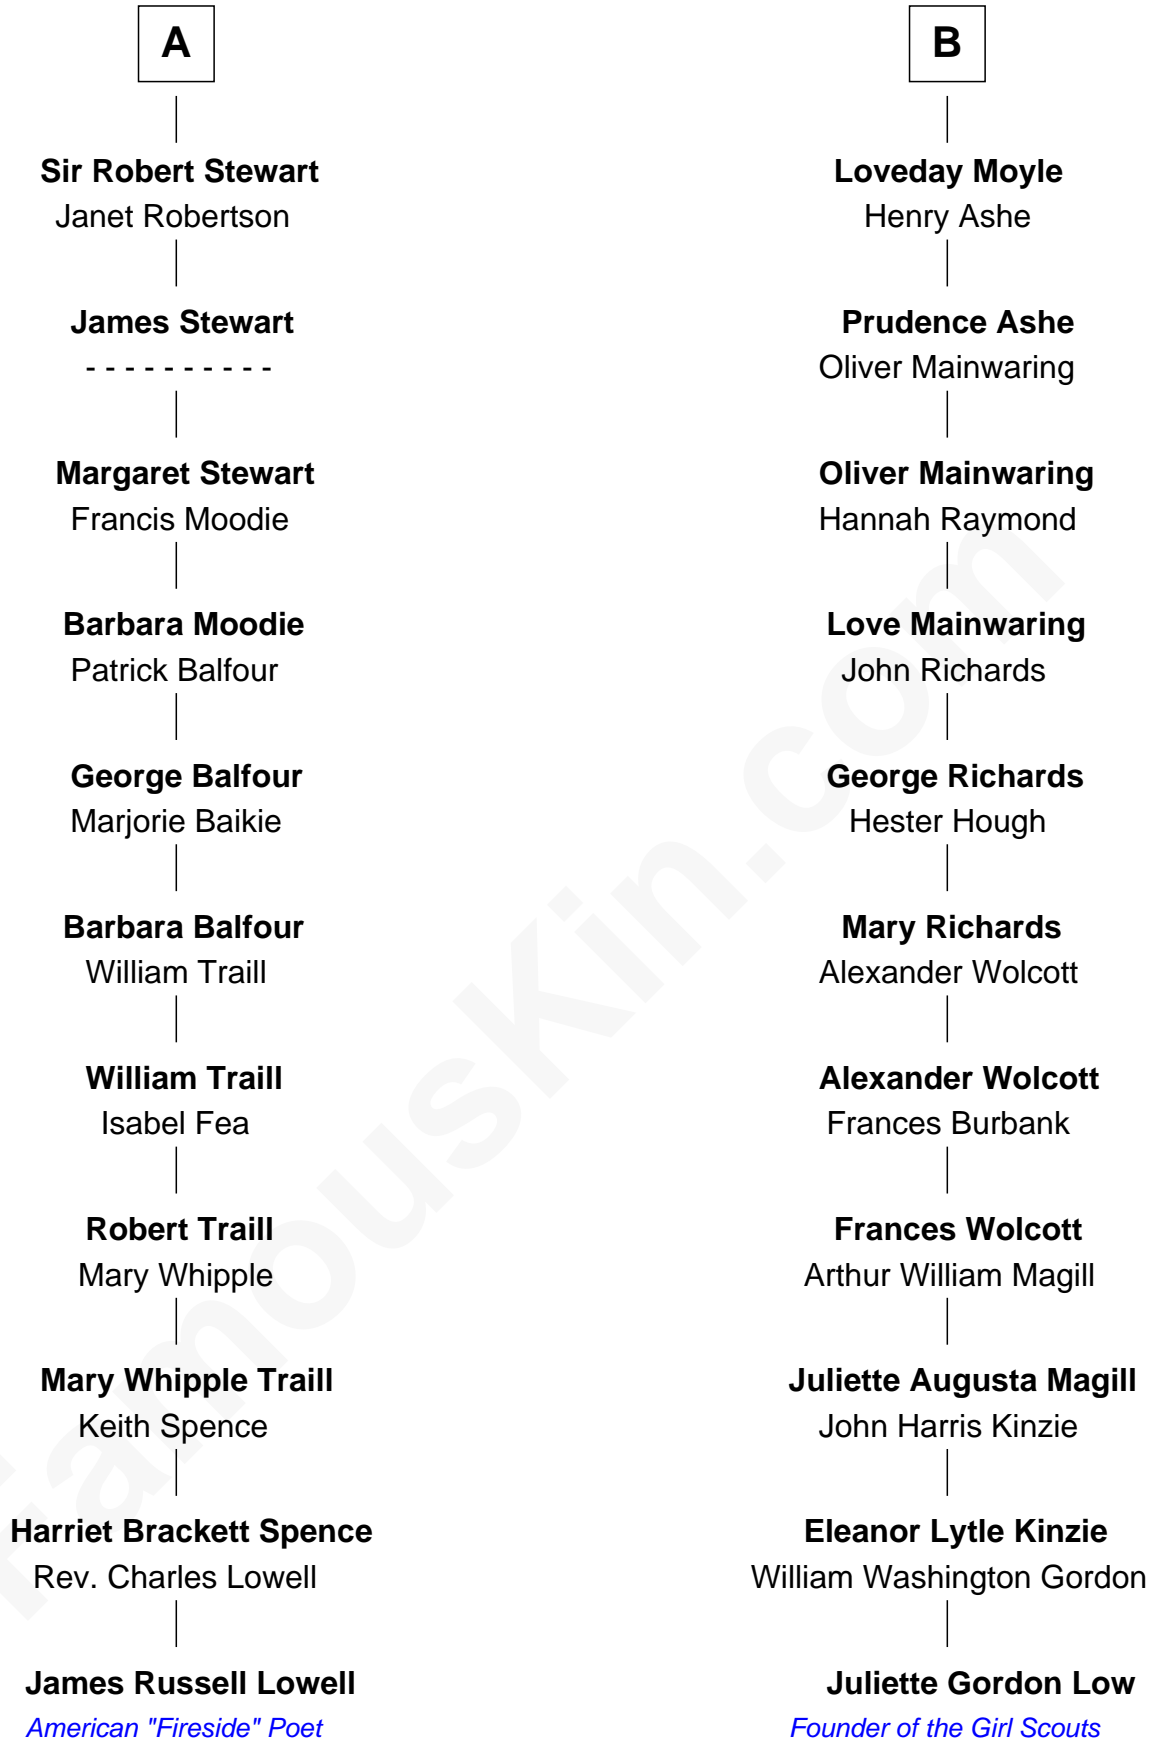 A
Sir Robert Stewart
Janet Robertson
James Stewart
- - - - - - - - - -
Margaret Stewart
Francis Moodie
Barbara Moodie
Patrick Balfour
George Balfour
Marjorie Baikie
Barbara Balfour
William Traill
William Traill
Isabel Fea
Robert Traill
Mary Whipple
Mary Whipple Traill
Keith Spence
Harriet Brackett Spence
Rev. Charles Lowell
James Russell Lowell
American "Fireside" Poet
B
Loveday Moyle
Henry Ashe
Prudence Ashe
Oliver Mainwaring
Oliver Mainwaring
Hannah Raymond
Love Mainwaring
John Richards
George Richards
Hester Hough
Mary Richards
Alexander Wolcott
Alexander Wolcott
Frances Burbank
Frances Wolcott
Arthur William Magill
Juliette Augusta Magill
John Harris Kinzie
Eleanor Lytle Kinzie
William Washington Gordon
Juliette Gordon Low
Founder of the Girl Scouts
FamousKin.com